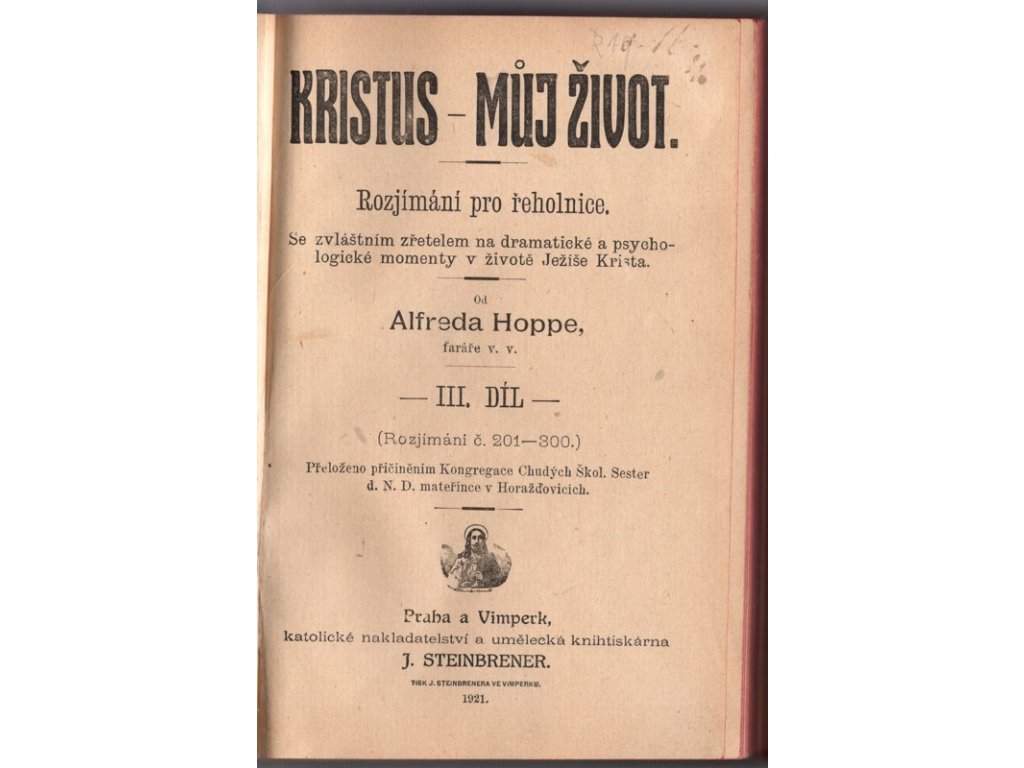 KRISTUS — MŮJ ŽIVOT.
Rozjímání pro řeholnice.
Se zvláštním zřetelem na dramatické a psycho-
logické momenty v životě Ježíše Krista.
Od
Alfreda Hoppe,
faráře v. v.
— III. DÍL —
(Rozjímání č. 201—300.)
Přeloženo přičiněním Kongregace Chudých Škol. Sester
d. N. D. mateřince v Horažďovicích.
Praha a Vimperk,
katolické nakladatelství a umělecká knihtiskárna
J. STEINBRENER.
TISK J. STEINBRENERA VE VIMPERKU.
1921.